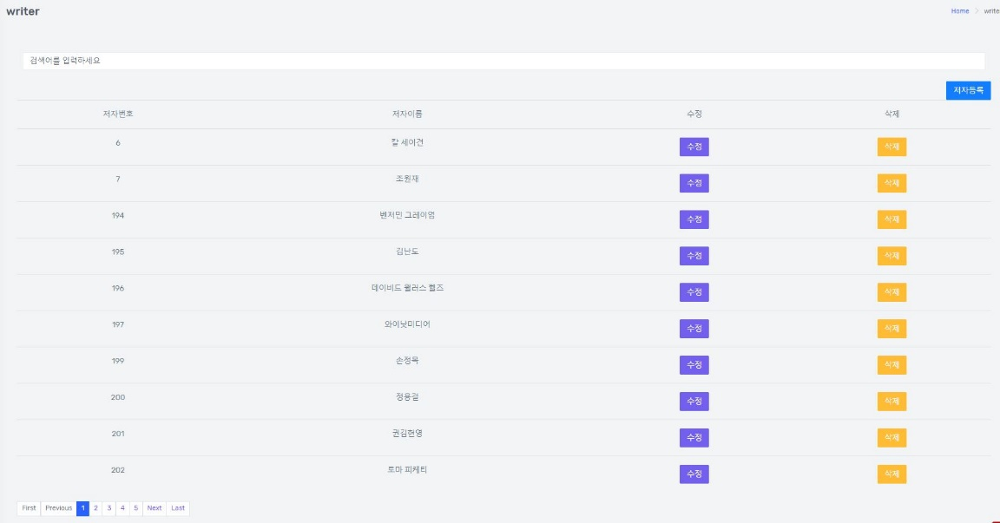 writer
Home > write
검색어를 입력하세요
저자등록
저자번호 저자이름 수정 삭제
6 칼 세이건 수정 삭제
7 조원재 수정 삭제
194 벤저민 그레이엄 수정 삭제
195 김난도 수정 삭제
196 데이비드 월러스 웰즈 수정 삭제
197 와이낫미디어 수정 삭제
199 손정욱 수정 삭제
200 정용걸 수정 삭제
201 권김현영 수정 삭제
202 토마 피케티 수정 삭제
First Previous 1 2 3 4 5 Next Last